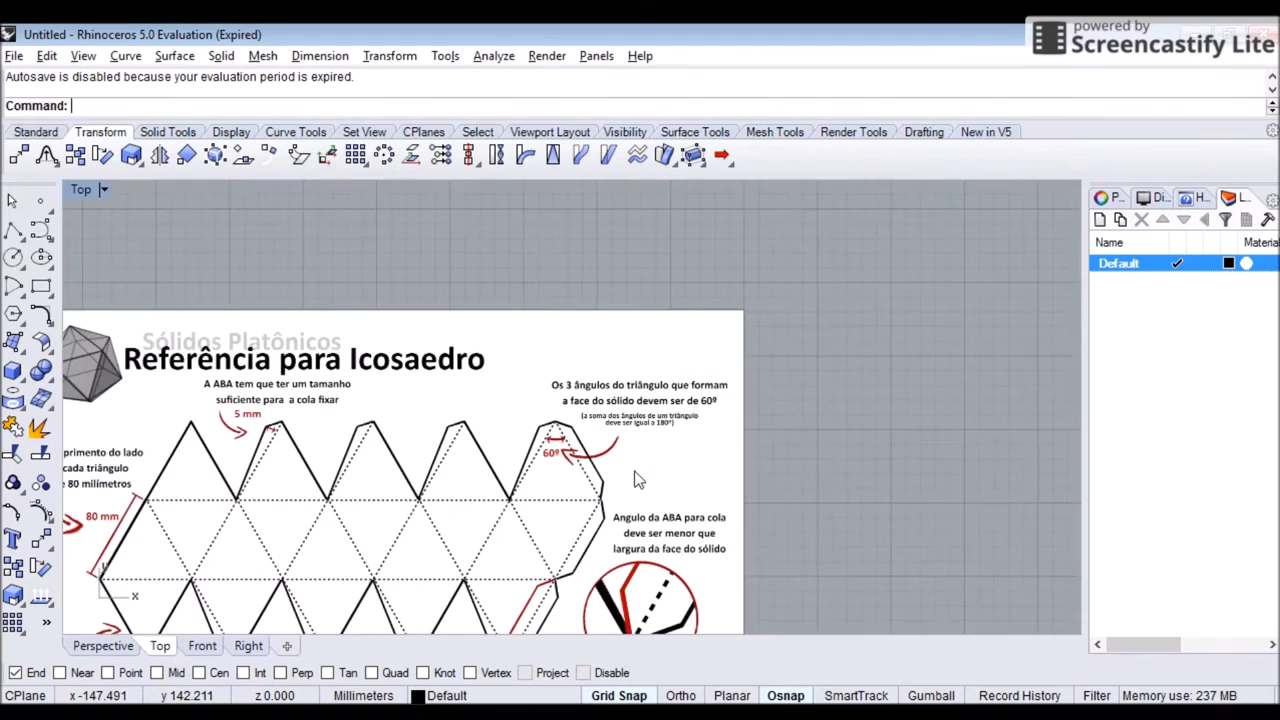 powered by
Screencastify Lite
Untitled - Rhinoceros 5.0 Evaluation (Expired)
File Edit View Curve Surface Solid Mesh Dimension Transform Tools Analyze Render Panels Help
Autosave is disabled because your evaluation period is expired.
Command:
Standard Transform Solid Tools Display Curve Tools Set View CPlanes Select Viewport Layout Visibility Surface Tools Mesh Tools Render Tools Drafting New in V5
Top
P... Di... H... L...
Name Materia
Default
Sólidos Platônicos
Referência para Icosaedro
A ABA tem que ter um tamanho
suficiente para a cola fixar
5 mm
Os 3 ângulos do triângulo que formam
a face do sólido devem ser de 60º
(a soma dos ângulos de um triângulo
deve ser igual a 180º)
60º
primento do lado
cada triângulo
e 80 milímetros
80 mm
Angulo da ABA para cola
deve ser menor que
largura da face do sólido
y
x
Perspective Top Front Right
End Near Point Mid Cen Int Perp Tan Quad Knot Vertex Project Disable
CPlane x -147.491 y 142.211 z 0.000 Millimeters Default Grid Snap Ortho Planar Osnap SmartTrack Gumball Record History Filter Memory use: 237 MB